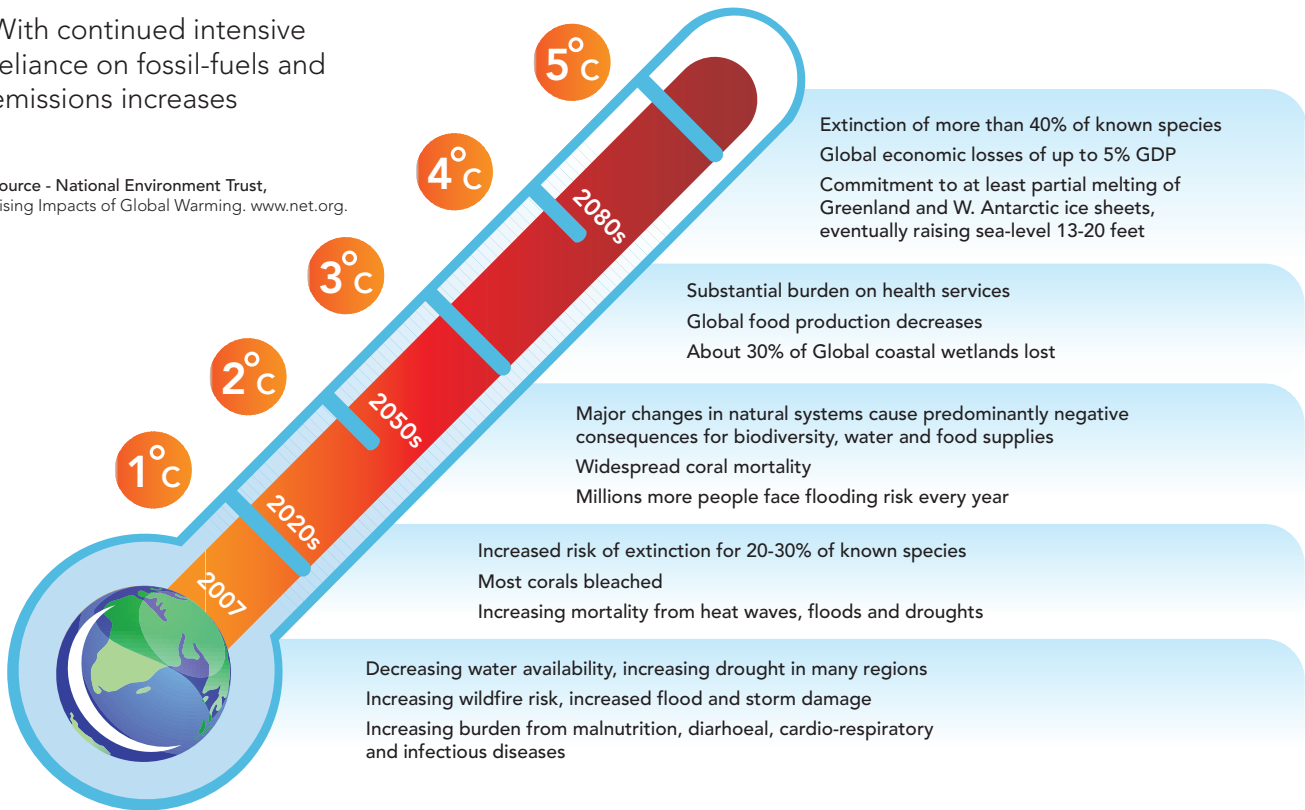 With continued intensive
reliance on fossil-fuels and
emissions increases
Source - National Environment Trust,
Rising Impacts of Global Warming. www.net.org.
5°C
4°C
3°C
2°C
1°C
2080s
2050s
2020s
2007
Extinction of more than 40% of known species
Global economic losses of up to 5% GDP
Commitment to at least partial melting of
Greenland and W. Antarctic ice sheets,
eventually raising sea-level 13-20 feet
Substantial burden on health services
Global food production decreases
About 30% of Global coastal wetlands lost
Major changes in natural systems cause predominantly negative
consequences for biodiversity, water and food supplies
Widespread coral mortality
Millions more people face flooding risk every year
Increased risk of extinction for 20-30% of known species
Most corals bleached
Increasing mortality from heat waves, floods and droughts
Decreasing water availability, increasing drought in many regions
Increasing wildfire risk, increased flood and storm damage
Increasing burden from malnutrition, diarhoeal, cardio-respiratory
and infectious diseases